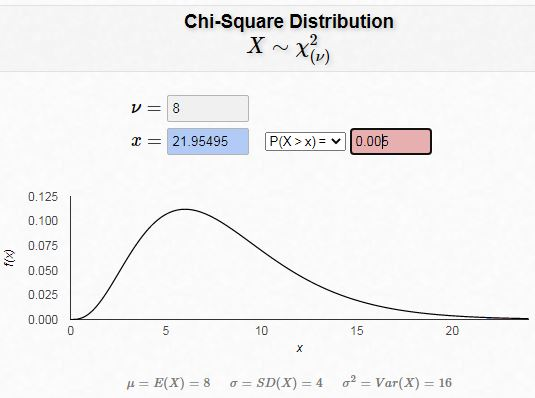 Chi-Square Distribution
X ∼ χ²(ν)
ν = 8
x = 21.95495 P(X > x) = 0.005
0.125
0.100
0.075
0.050
0.025
0.000
f(x)
0 5 10 15 20
x
μ = E(X) = 8 σ = SD(X) = 4 σ² = Var(X) = 16